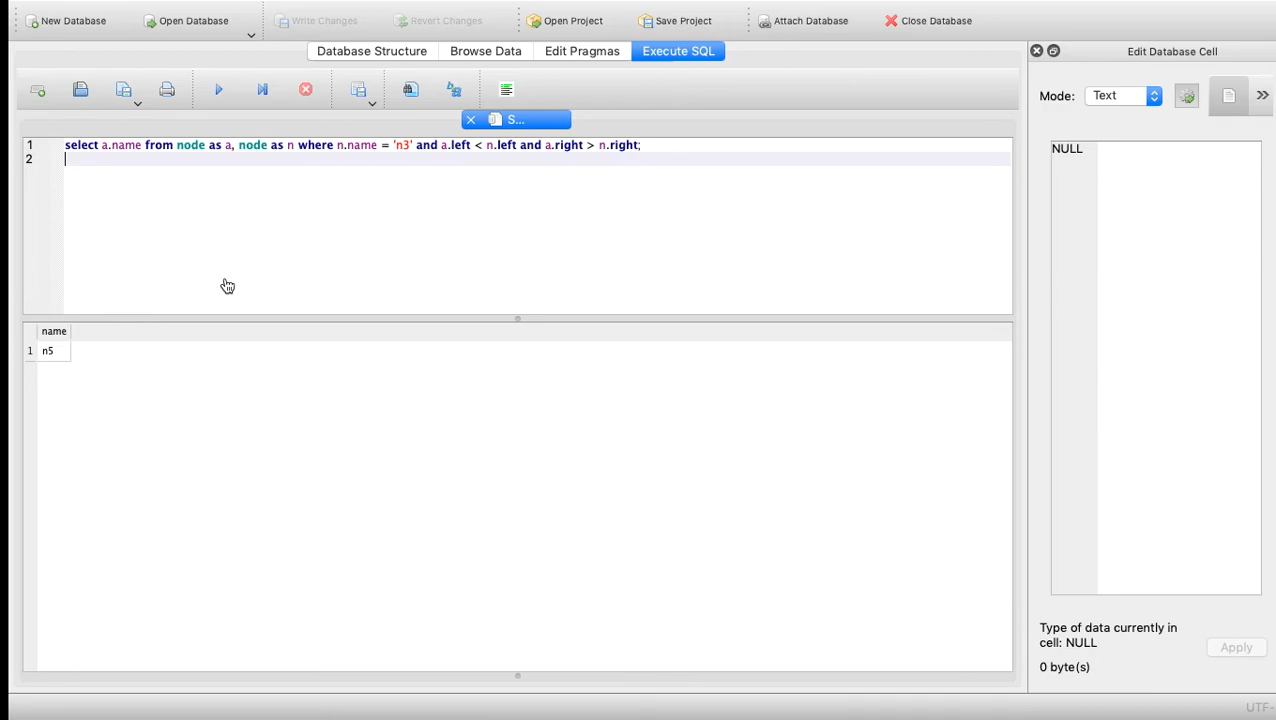 New Database
Open Database
Write Changes
Revert Changes
Open Project
Save Project
Attach Database
Close Database
Database Structure
Browse Data
Edit Pragmas
Execute SQL
Edit Database Cell
Mode:
Text
S...
1 select a.name from node as a, node as n where n.name = 'n3' and a.left < n.left and a.right > n.right;
2
NULL
name
1 n5
Type of data currently in
cell: NULL
Apply
0 byte(s)
UTF-